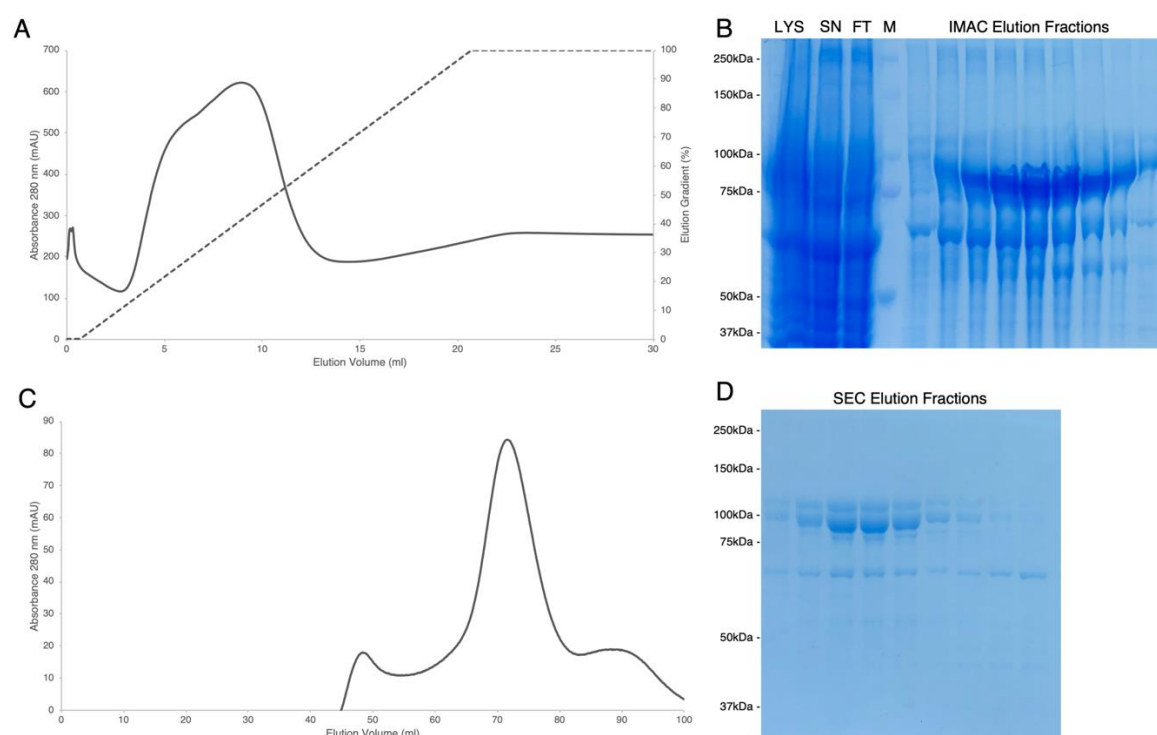 A
700
600
500
400
300
200
100
0
Absorbance 280 nm (mAU)
100
90
80
70
60
50
40
30
20
10
0
Elution Gradient (%)
0 5 10 15 20 25 30
Elution Volume (ml)
B
LYS SN FT M IMAC Elution Fractions
250kDa -
150kDa -
100kDa -
75kDa -
50kDa -
37kDa -
C
90
80
70
60
50
40
30
20
10
0
Absorbance 280 nm (mAU)
0 10 20 30 40 50 60 70 80 90 100
Elution Volume (ml)
D
SEC Elution Fractions
250kDa -
150kDa -
100kDa -
75kDa -
50kDa -
37kDa -